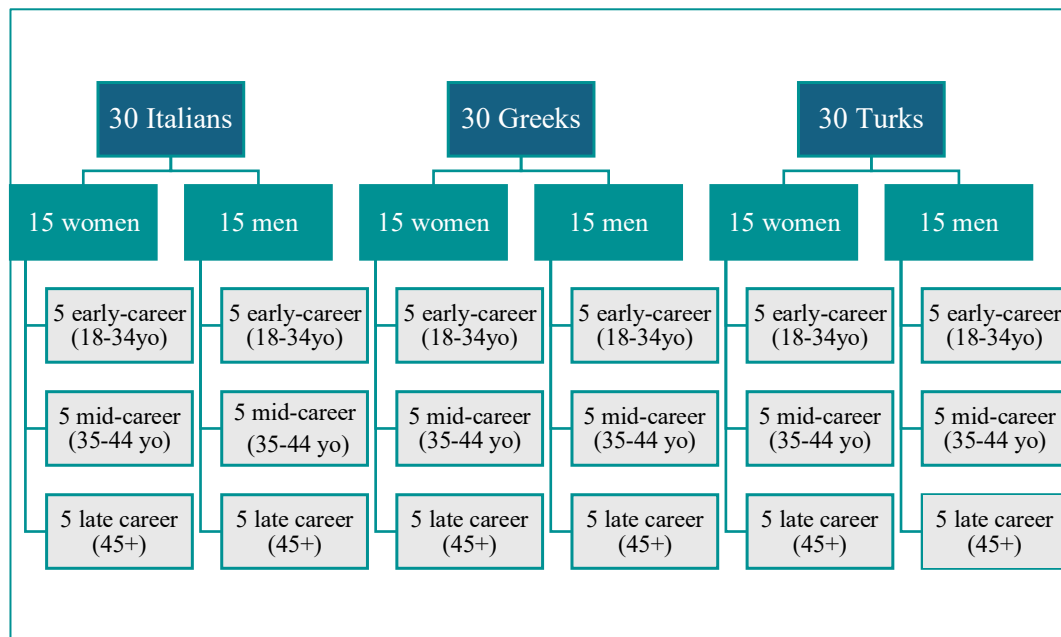 30 Italians
30 Greeks
30 Turks
15 women
15 men
15 women
15 men
15 women
15 men
5 early-career
(18-34yo)
5 early-career
(18-34yo)
5 early-career
(18-34yo)
5 early-career
(18-34yo)
5 early-career
(18-34yo)
5 early-career
(18-34yo)
5 mid-career
(35-44 yo)
5 mid-career
(35-44 yo)
5 mid-career
(35-44 yo)
5 mid-career
(35-44 yo)
5 mid-career
(35-44 yo)
5 mid-career
(35-44 yo)
5 late career
(45+)
5 late career
(45+)
5 late career
(45+)
5 late career
(45+)
5 late career
(45+)
5 late career
(45+)